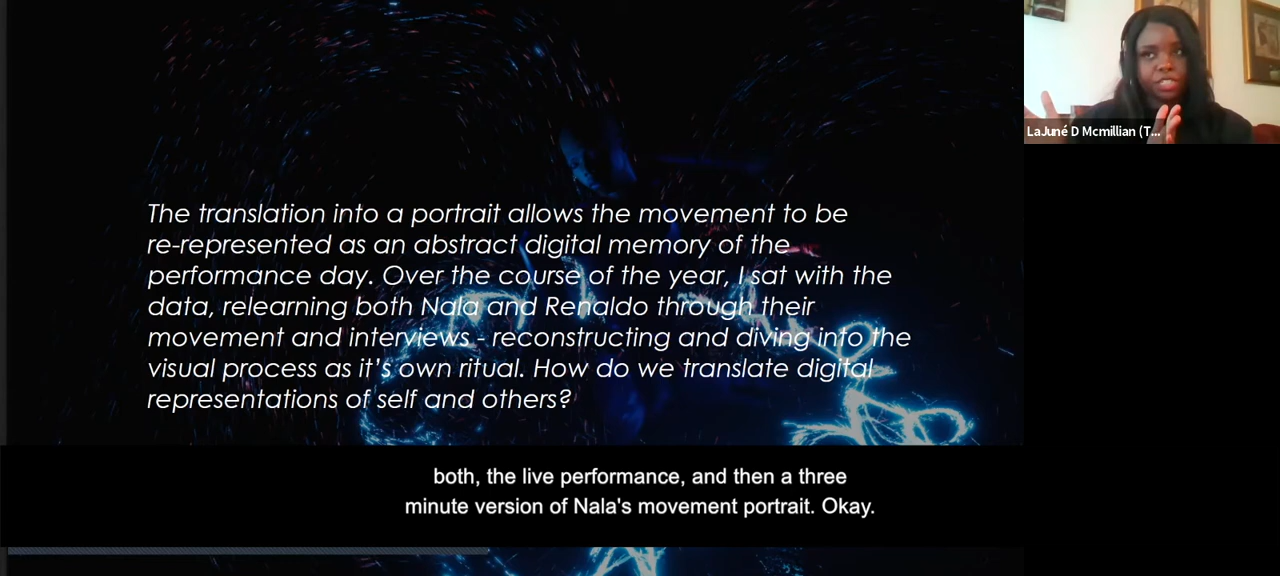 The translation into a portrait allows the movement to be
re-represented as an abstract digital memory of the
performance day. Over the course of the year, I sat with the
data, relearning both Nala and Renaldo through their
movement and interviews - reconstructing and diving into the
visual process as it's own ritual. How do we translate digital
representations of self and others?
LaJuné D Mcmillian (T...
both, the live performance, and then a three
minute version of Nala's movement portrait. Okay.